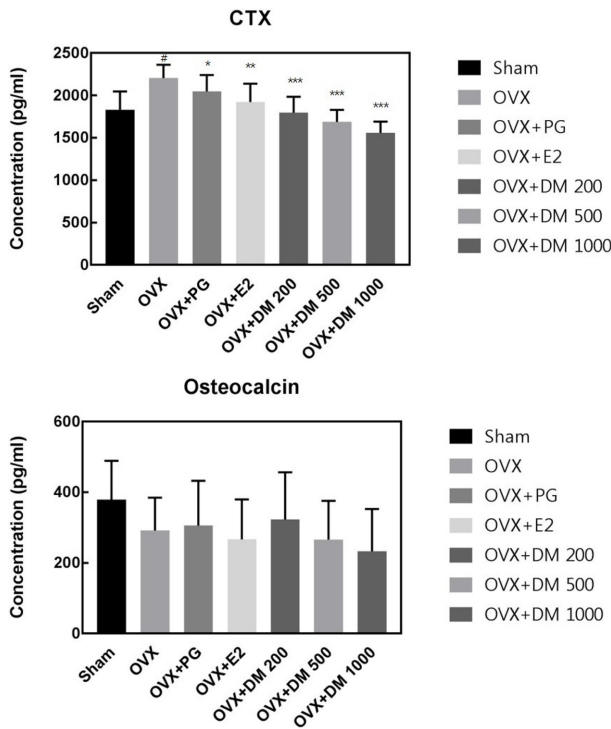 CTX
Concentration (pg/ml)
2500
2000
1500
1000
500
0
#
*
**
***
***
***
Sham
OVX
OVX+PG
OVX+E2
OVX+DM 200
OVX+DM 500
OVX+DM 1000
Sham
OVX
OVX+PG
OVX+E2
OVX+DM 200
OVX+DM 500
OVX+DM 1000
Osteocalcin
Concentration (pg/ml)
600
400
200
0
Sham
OVX
OVX+PG
OVX+E2
OVX+DM 200
OVX+DM 500
OVX+DM 1000
Sham
OVX
OVX+PG
OVX+E2
OVX+DM 200
OVX+DM 500
OVX+DM 1000